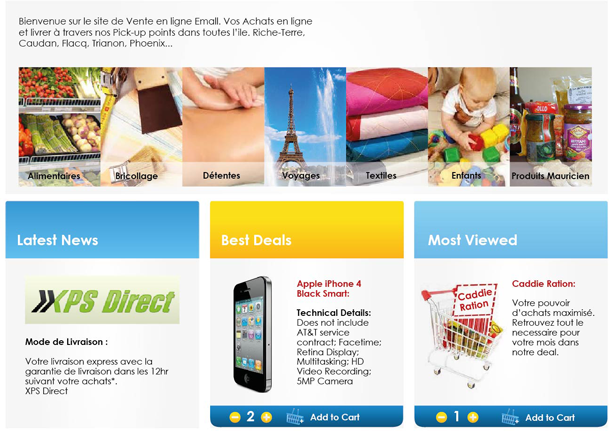 Bienvenue sur le site de Vente en ligne Emall. Vos Achats en ligne
et livrer à travers nos Pick-up points dans toutes l'ile. Riche-Terre,
Caudan, Flacq, Trianon. Phoenix...
Alimentaires
Bricollage
Détentes
Voyages
Textiles
Enfants
Produits Mauricien
Latest News
Best Deals
Most Viewed
XPS Direct
Mode de Livraison :
Votre livraison express avec la
garantie de livraison dans les 12hr
suivant votre achats*.
XPS Direct
Apple iPhone 4
Black Smart:
Technical Details:
Does not include
AT&T service
contract; Facetime;
Retina Display;
Multitasking; HD
Video Recording;
5MP Camera
2
Add to Cart
Caddie
Ration
Caddie Ration:
Votre pouvoir
d'achats maximisé.
Retrouvez tout le
necessaire pour
votre mois dans
notre deal.
1
Add to Cart